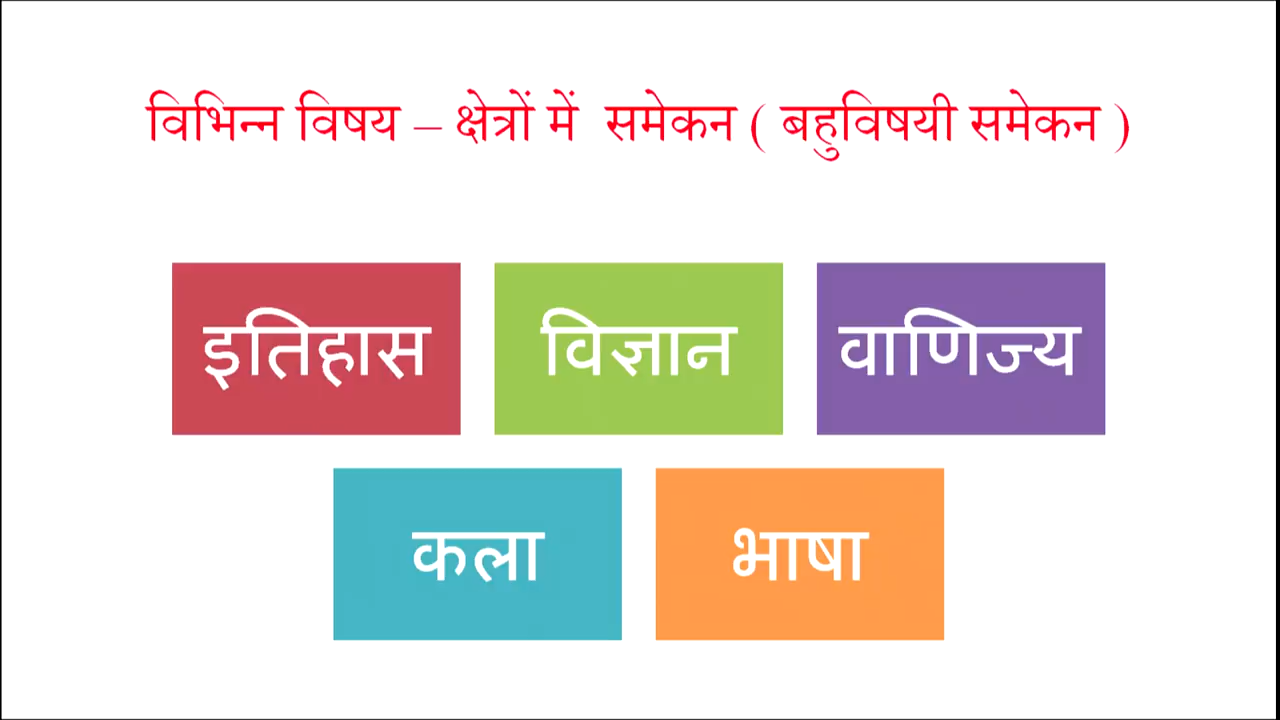 विभिन्न विषय – क्षेत्रों में समेकन ( बहुविषयी समेकन )
इतिहास
विज्ञान
वाणिज्य
कला
भाषा